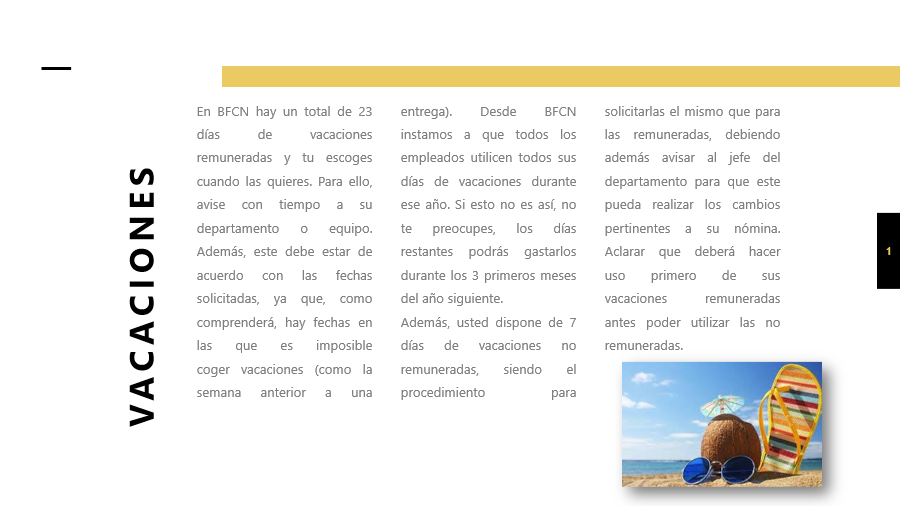 VACACIONES
En BFCN hay un total de 23
días de vacaciones
remuneradas y tu escoges
cuando las quieres. Para ello,
avise con tiempo a su
departamento o equipo.
Además, este debe estar de
acuerdo con las fechas
solicitadas, ya que, como
comprenderá, hay fechas en
las que es imposible
coger vacaciones (como la
semana anterior a una
entrega). Desde BFCN
instamos a que todos los
empleados utilicen todos sus
días de vacaciones durante
ese año. Si esto no es así, no
te preocupes, los días
restantes podrás gastarlos
durante los 3 primeros meses
del año siguiente.
Además, usted dispone de 7
días de vacaciones no
remuneradas, siendo el
procedimiento para
solicitarlas el mismo que para
las remuneradas, debiendo
además avisar al jefe del
departamento para que este
pueda realizar los cambios
pertinentes a su nómina.
Aclarar que deberá hacer
uso primero de sus
vacaciones remuneradas
antes poder utilizar las no
remuneradas.
1